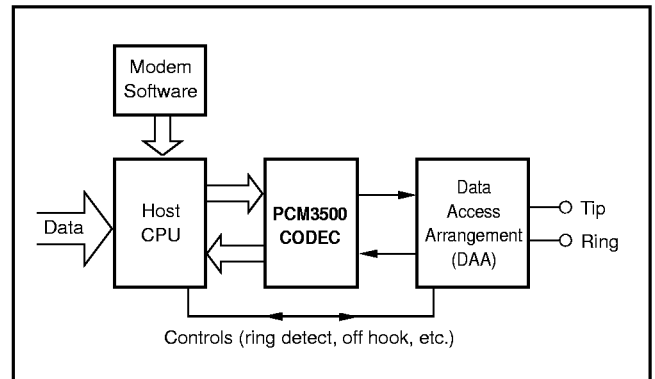 Modem
Software
Data
Host
CPU
PCM3500
CODEC
Data
Access
Arrangement
(DAA)
Tip
Ring
Controls (ring detect, off hook, etc.)